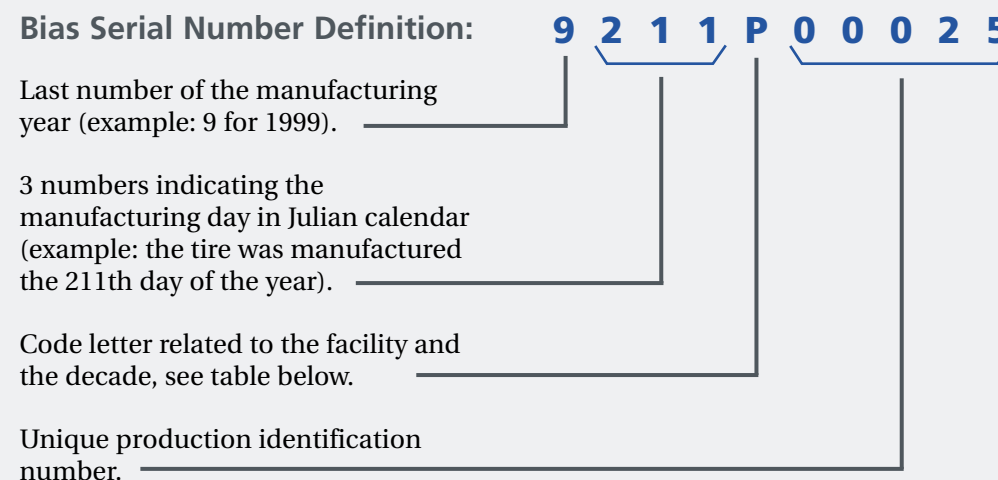 Bias Serial Number Definition: 9 2 1 1 P 0 0 0 2 5
Last number of the manufacturing
year (example: 9 for 1999).
3 numbers indicating the
manufacturing day in Julian calendar
(example: the tire was manufactured
the 211th day of the year).
Code letter related to the facility and
the decade, see table below.
Unique production identification
number.